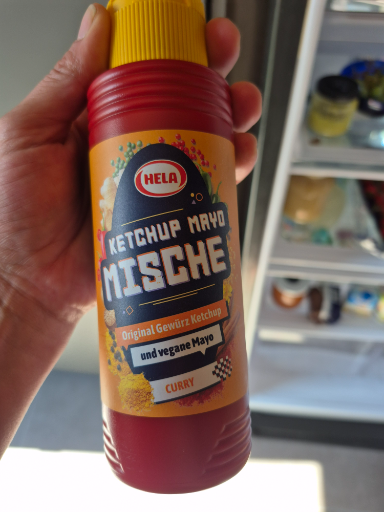 HELA
KETCHUP MAYO
MISCHE
Original Gewürz Ketchup
und vegane Mayo
CURRY